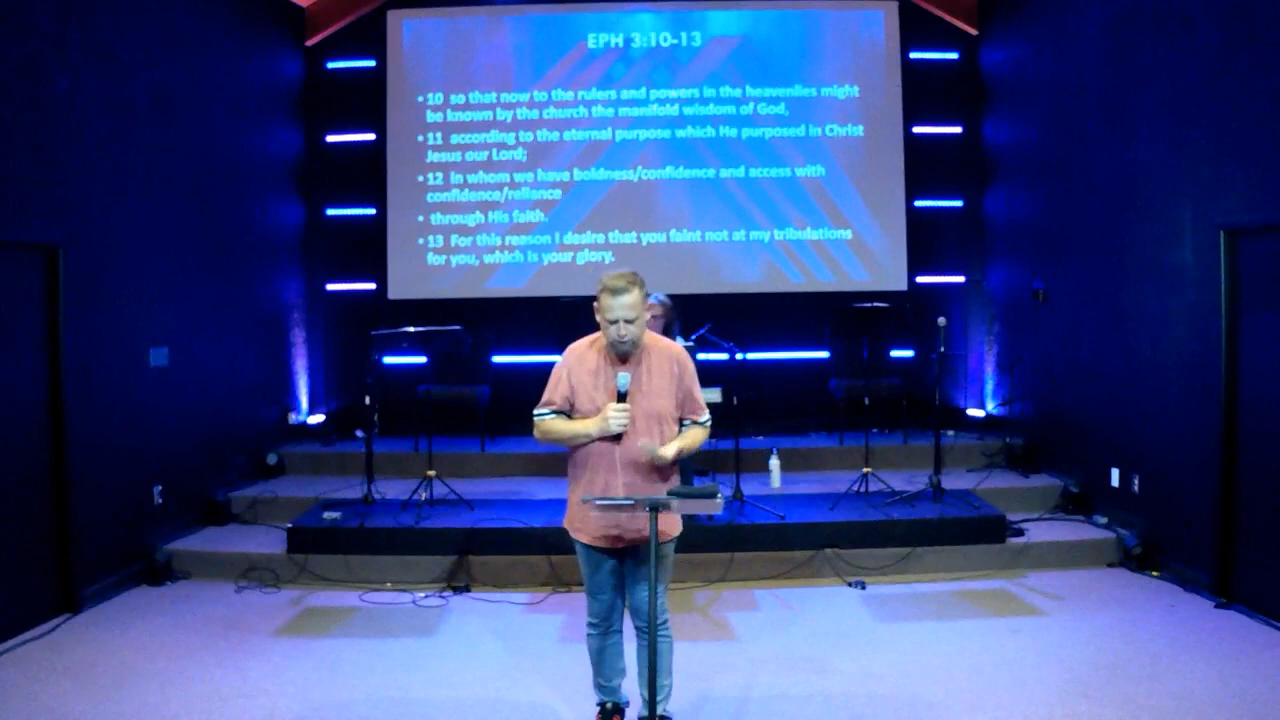 EPH 3:10-13
• 10 so that now to the rulers and powers in the heavenlies might
be known by the church the manifold wisdom of God,
• 11 according to the eternal purpose which He purposed in Christ
Jesus our Lord;
• 12 in whom we have boldness/confidence and access with
confidence/reliance
• through His faith.
• 13 For this reason I desire that you faint not at my tribulations
for you, which is your glory.